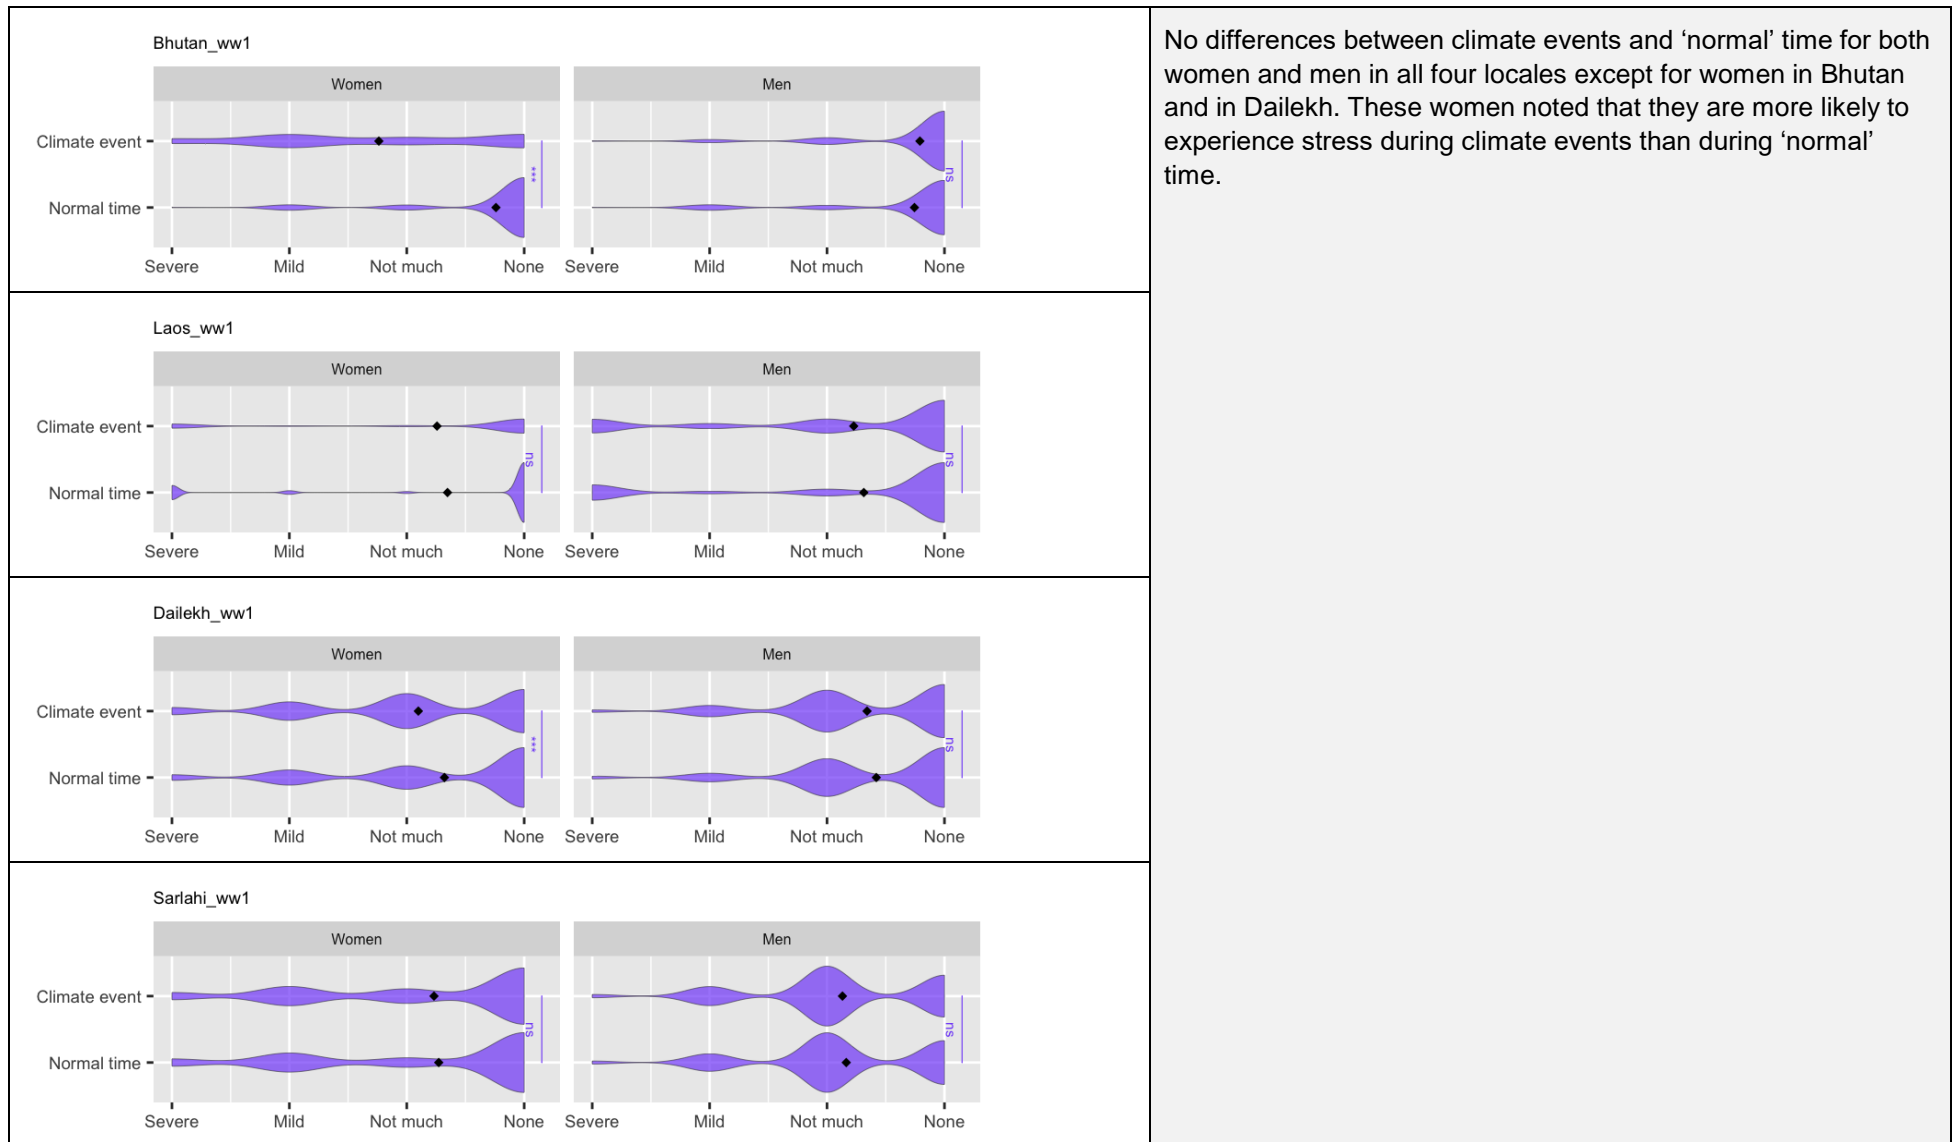 Bhutan_ww1
Women Men
Climate event
***
ns
Normal time
Severe Mild Not much None Severe Mild Not much None
Laos_ww1
Women Men
Climate event
ns
ns
Normal time
Severe Mild Not much None Severe Mild Not much None
Dailekh_ww1
Women Men
Climate event
***
ns
Normal time
Severe Mild Not much None Severe Mild Not much None
Sarlahi_ww1
Women Men
Climate event
ns
ns
Normal time
Severe Mild Not much None Severe Mild Not much None
No differences between climate events and ‘normal’ time for both
women and men in all four locales except for women in Bhutan
and in Dailekh. These women noted that they are more likely to
experience stress during climate events than during ‘normal’
time.